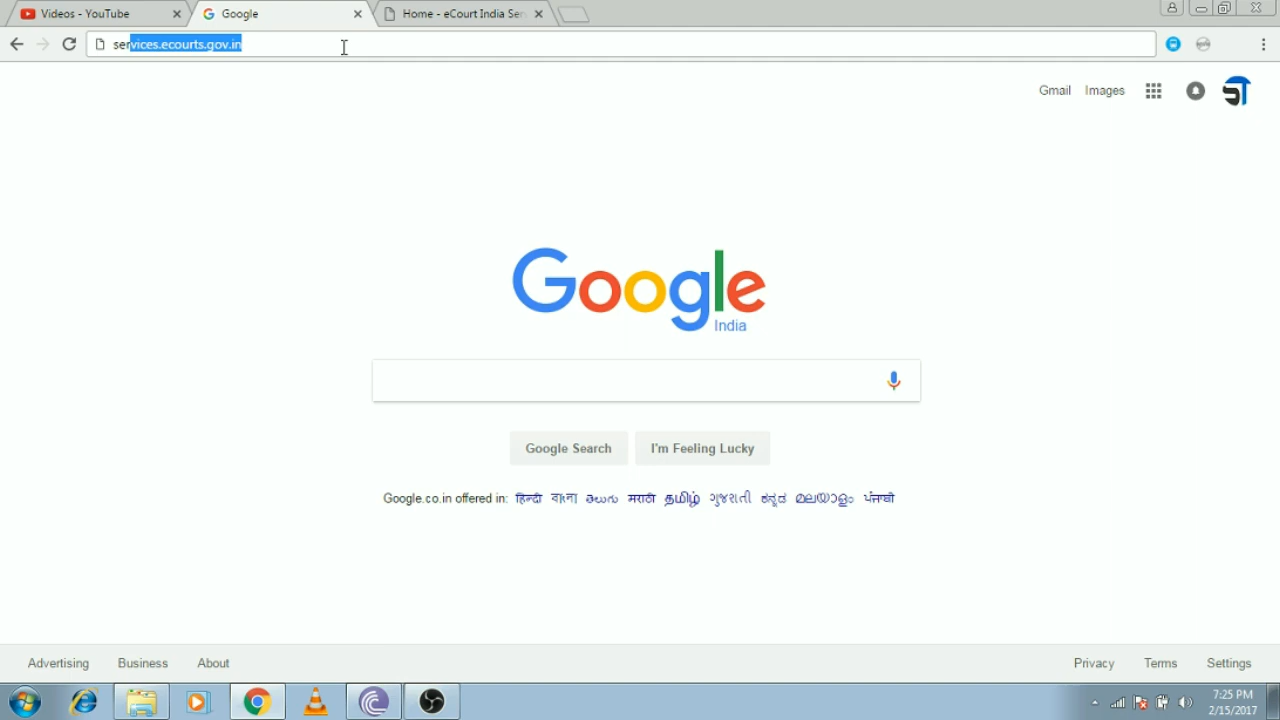 Videos - YouTube
Google
Home - eCourt India Ser
services.ecourts.gov.in
Gmail Images
Google
India
Google Search
I'm Feeling Lucky
Google.co.in offered in: हिन्दी বাংলা తెలుగు मराठी தமிழ் ગુજરાતી ಕನ್ನಡ മലയാളം ਪੰਜਾਬੀ
Advertising Business About
Privacy Terms Settings
7:25 PM
2/15/2017